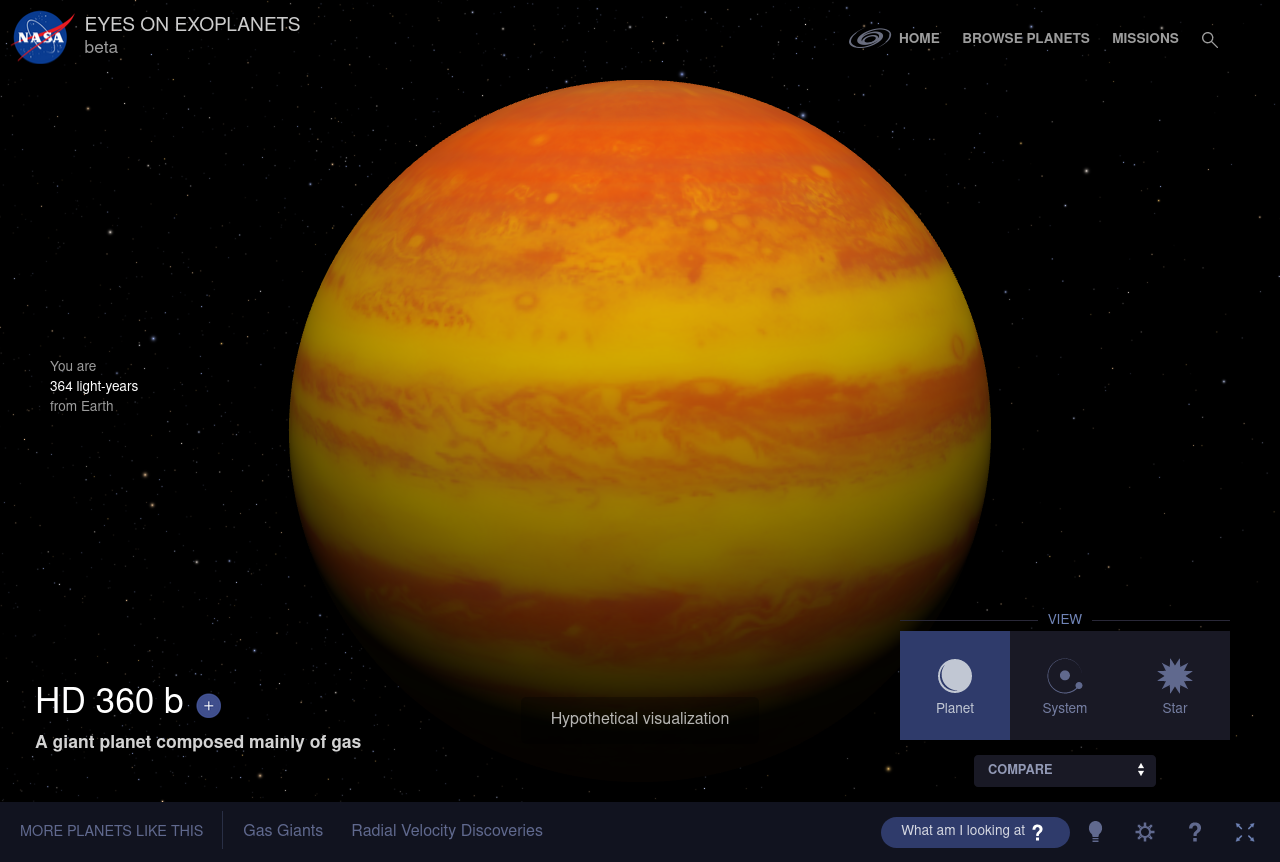 NASA
EYES ON EXOPLANETS
beta
HOME
BROWSE PLANETS
MISSIONS
You are
364 light-years
from Earth
HD 360 b +
A giant planet composed mainly of gas
Hypothetical visualization
VIEW
Planet
System
Star
COMPARE
MORE PLANETS LIKE THIS
Gas Giants
Radial Velocity Discoveries
What am I looking at ?
?